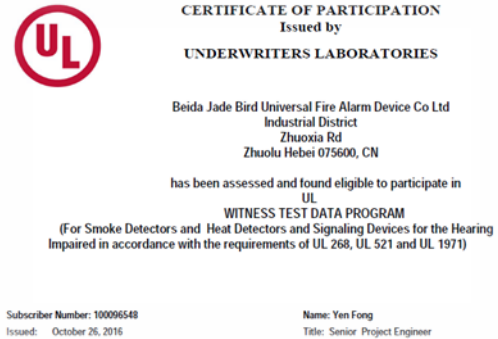 UL
CERTIFICATE OF PARTICIPATION
Issued by
UNDERWRITERS LABORATORIES
Beida Jade Bird Universal Fire Alarm Device Co Ltd
Industrial District
Zhuoxia Rd
Zhuolu Hebei 075600, CN
has been assessed and found eligible to participate in
UL
WITNESS TEST DATA PROGRAM
(For Smoke Detectors and Heat Detectors and Signaling Devices for the Hearing
Impaired in accordance with the requirements of UL 268, UL 521 and UL 1971)
Subscriber Number: 100096548
Name: Yen Fong
Issued: October 26, 2016
Title: Senior Project Engineer